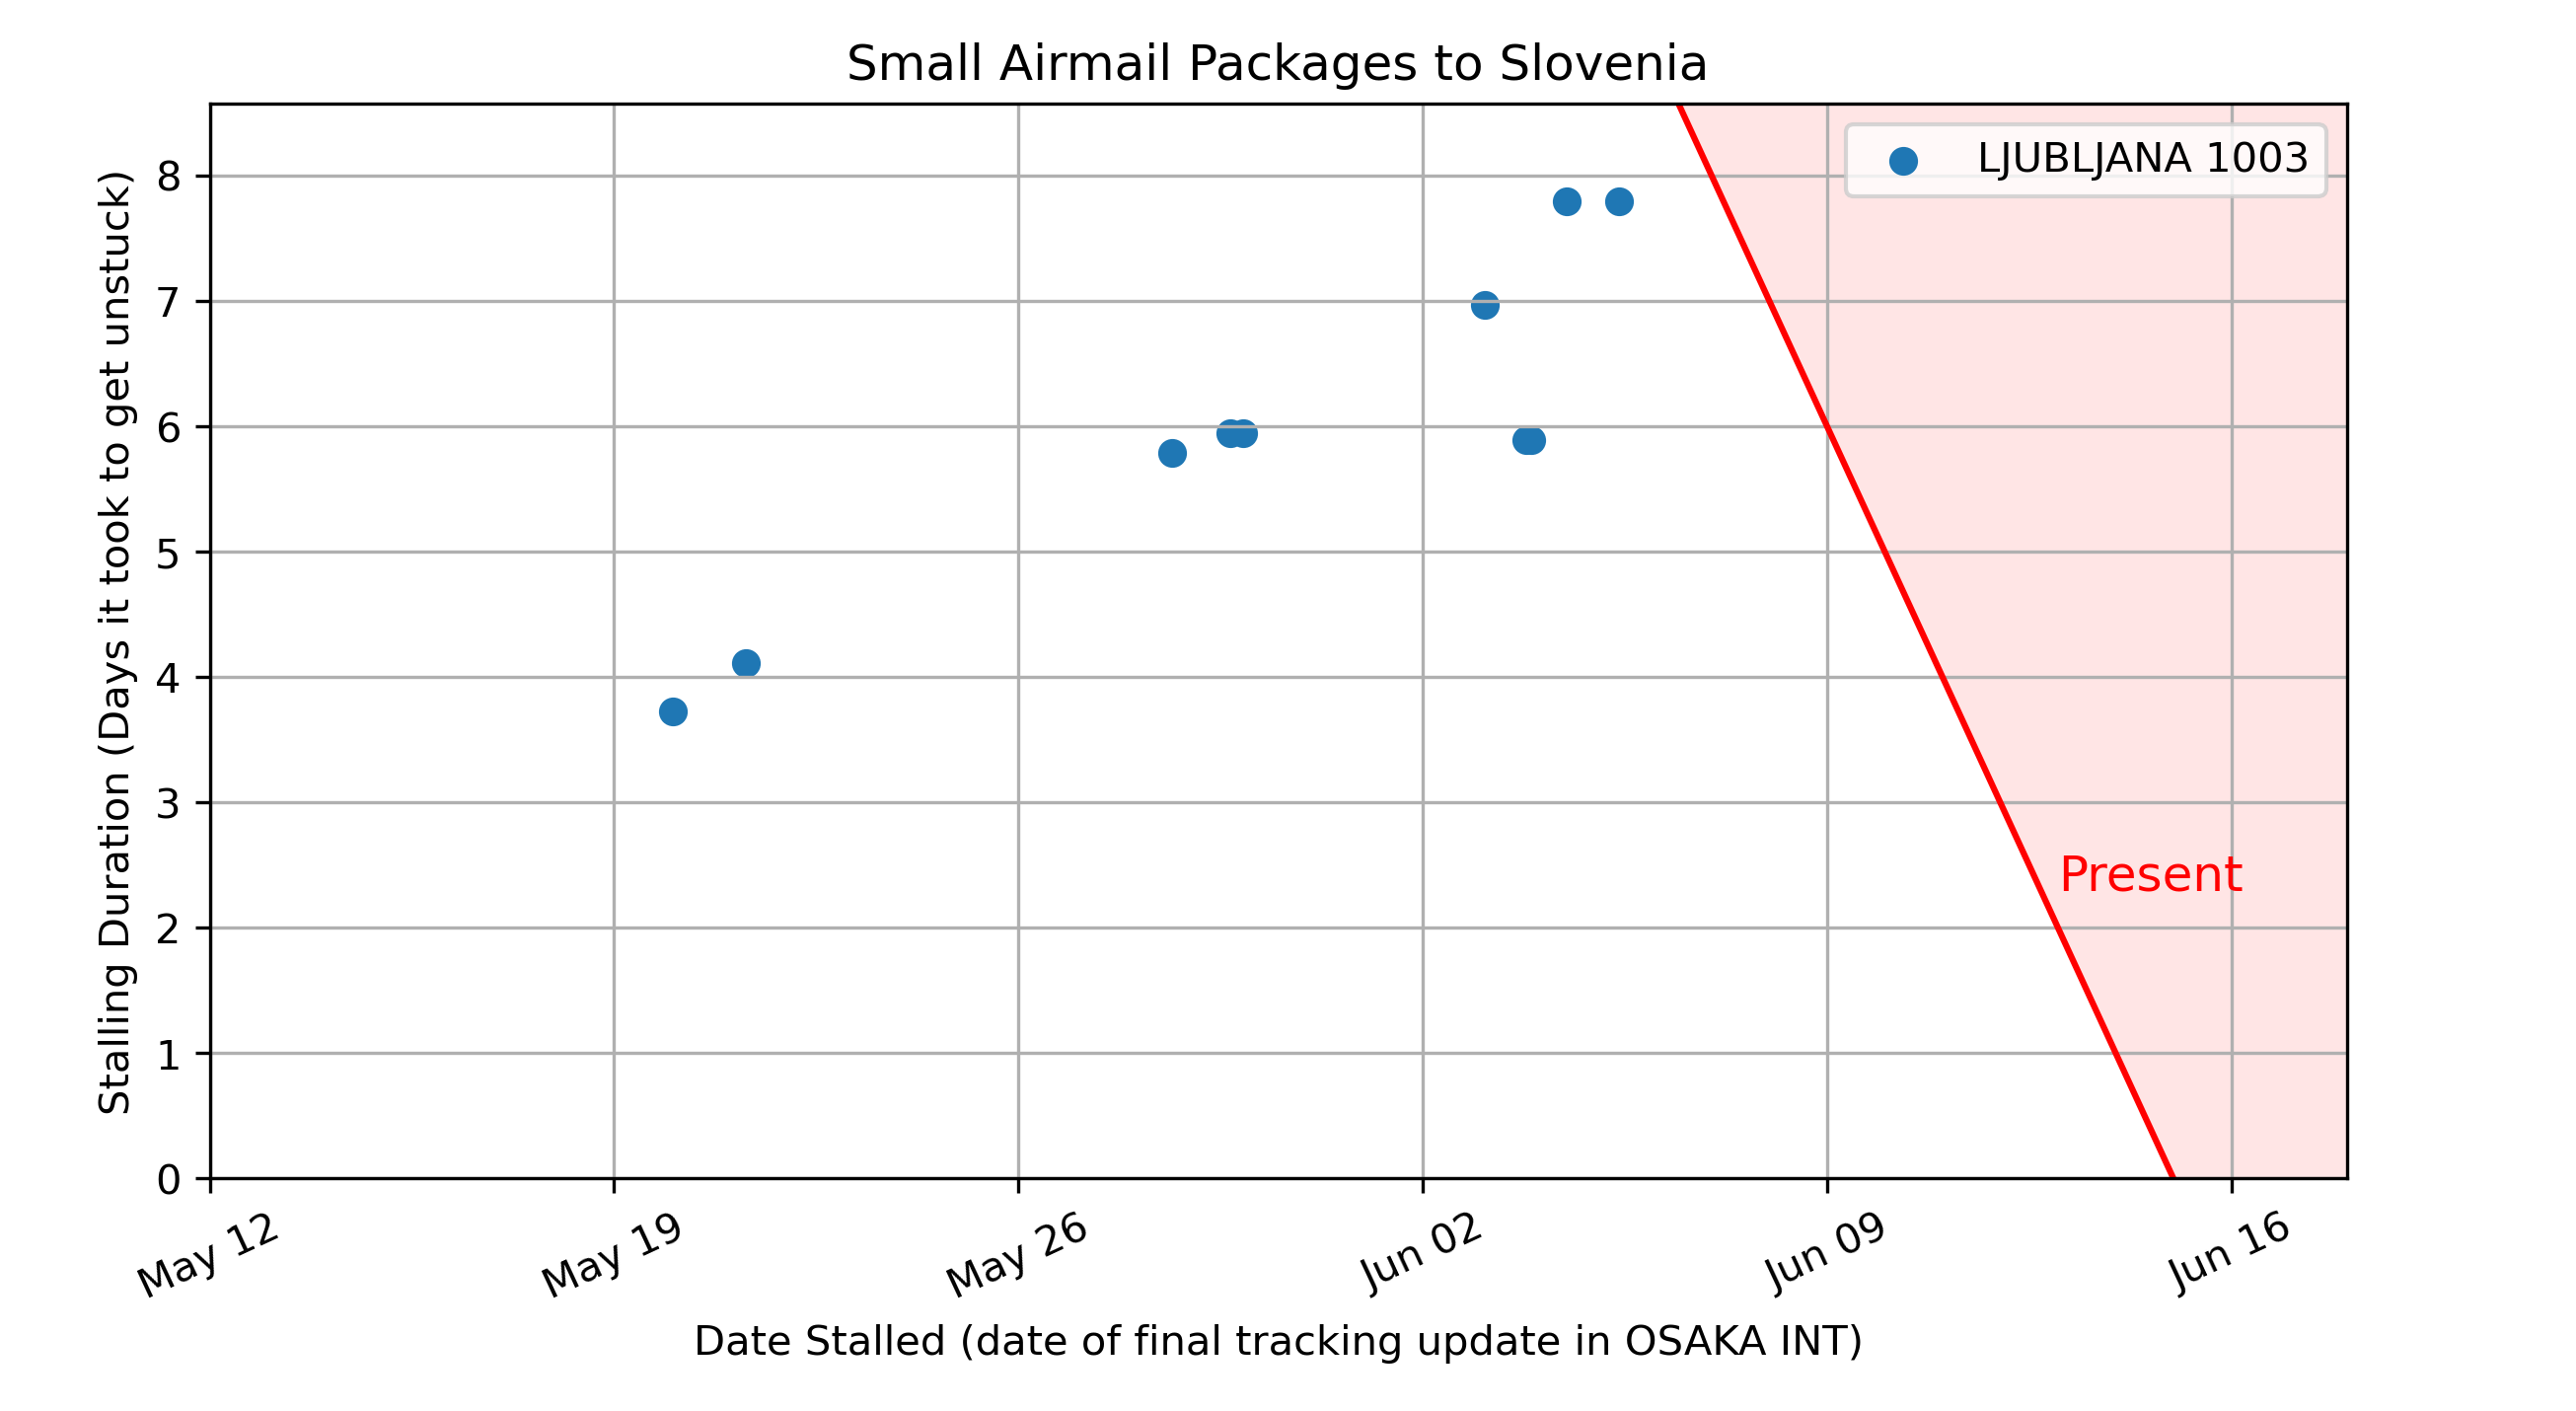 Small Airmail Packages to Slovenia
LJUBLJANA 1003
Stalling Duration (Days it took to get unstuck)
8
7
6
5
4
3
2
1
0
Present
May 12
May 19
May 26
Jun 02
Jun 09
Jun 16
Date Stalled (date of final tracking update in OSAKA INT)